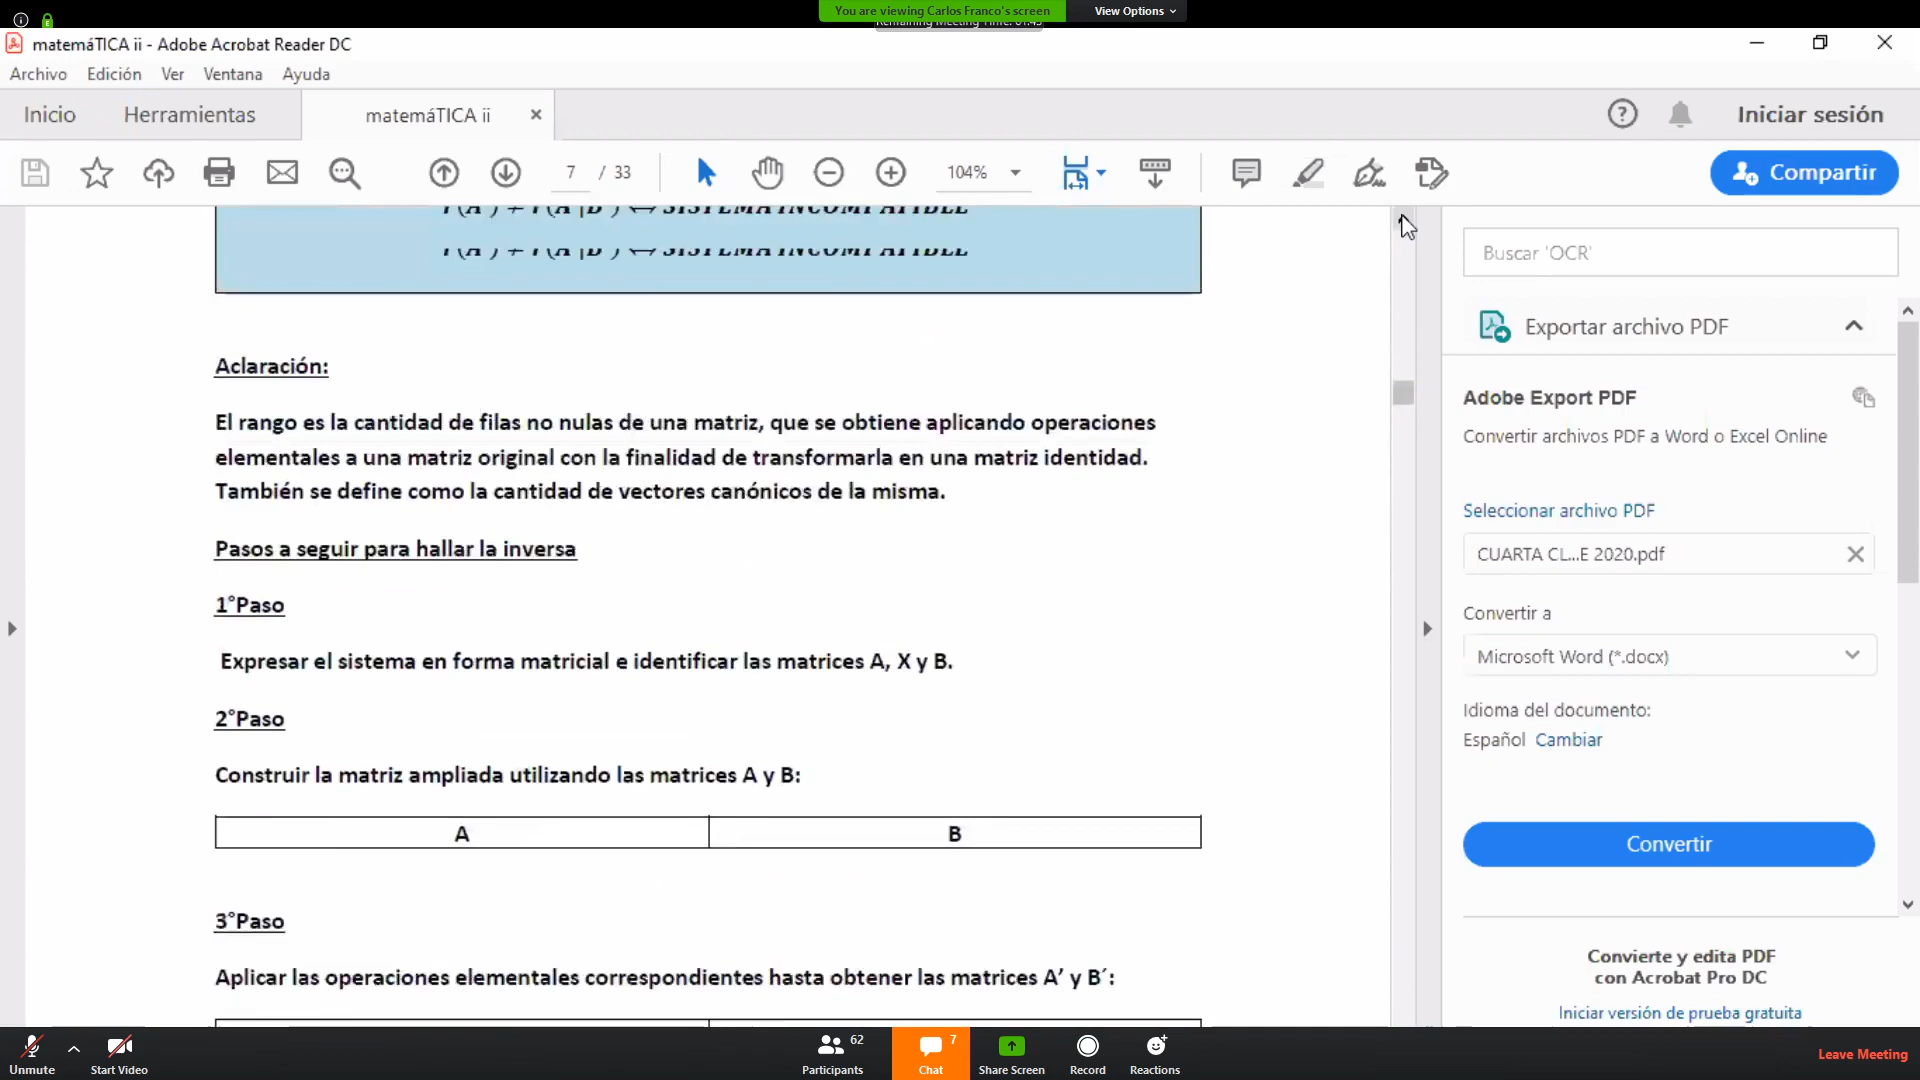 You are viewing Carlos Franco's screen
View Options
matemáTICA ii - Adobe Acrobat Reader DC
Archivo Edición Ver Ventana Ayuda
Inicio Herramientas matemáTICA ii Iniciar sesión
7 / 33 104% Compartir
Aclaración:
El rango es la cantidad de filas no nulas de una matriz, que se obtiene aplicando operaciones
elementales a una matriz original con la finalidad de transformarla en una matriz identidad.
También se define como la cantidad de vectores canónicos de la misma.
Pasos a seguir para hallar la inversa
1°Paso
Expresar el sistema en forma matricial e identificar las matrices A, X y B.
2°Paso
Construir la matriz ampliada utilizando las matrices A y B:
A B
3°Paso
Aplicar las operaciones elementales correspondientes hasta obtener las matrices A’ y B´:
Buscar 'OCR'
Exportar archivo PDF
Adobe Export PDF
Convertir archivos PDF a Word o Excel Online
Seleccionar archivo PDF
CUARTA CL...E 2020.pdf
Convertir a
Microsoft Word (*.docx)
Idioma del documento:
Español Cambiar
Convertir
Convierte y edita PDF
con Acrobat Pro DC
Iniciar versión de prueba gratuita
62 7
Unmute Start Video Participants Chat Share Screen Record Reactions
Leave Meeting